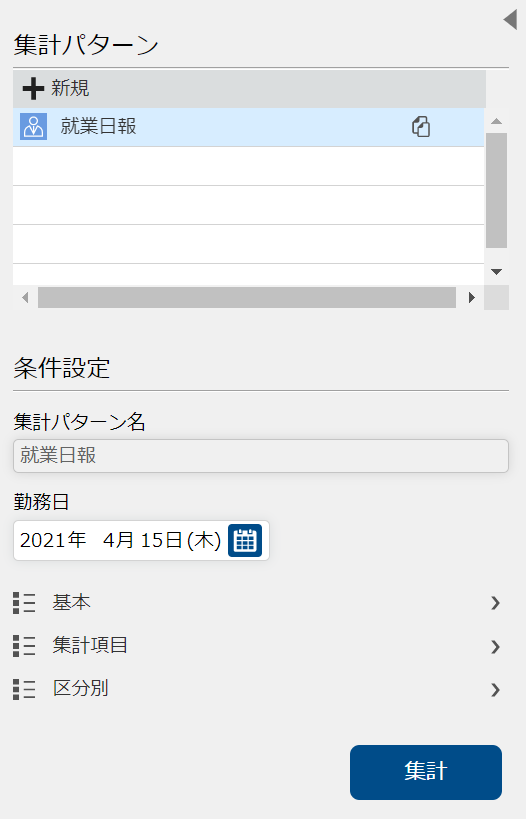 集計パターン
新規
就業日報
条件設定
集計パターン名
就業日報
勤務日
2021年 4月 15日(木)
基本
集計項目
区分別
集計